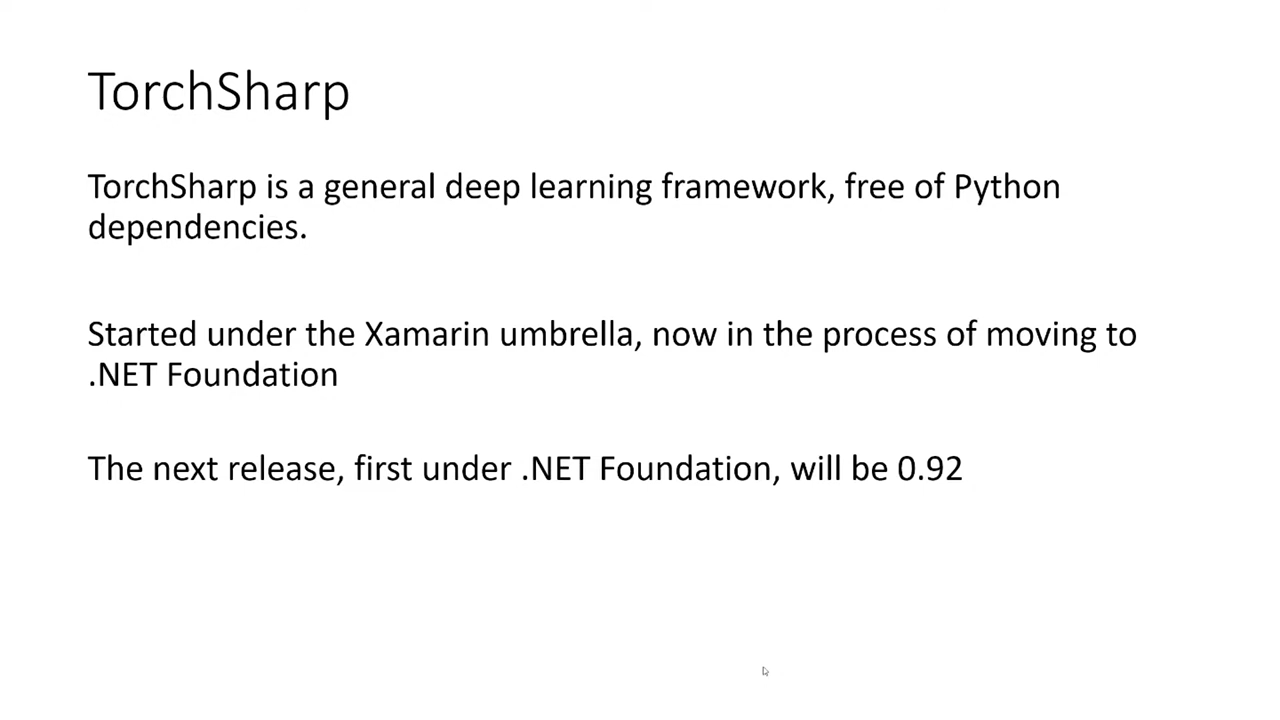 TorchSharp
TorchSharp is a general deep learning framework, free of Python
dependencies.
Started under the Xamarin umbrella, now in the process of moving to
.NET Foundation
The next release, first under .NET Foundation, will be 0.92